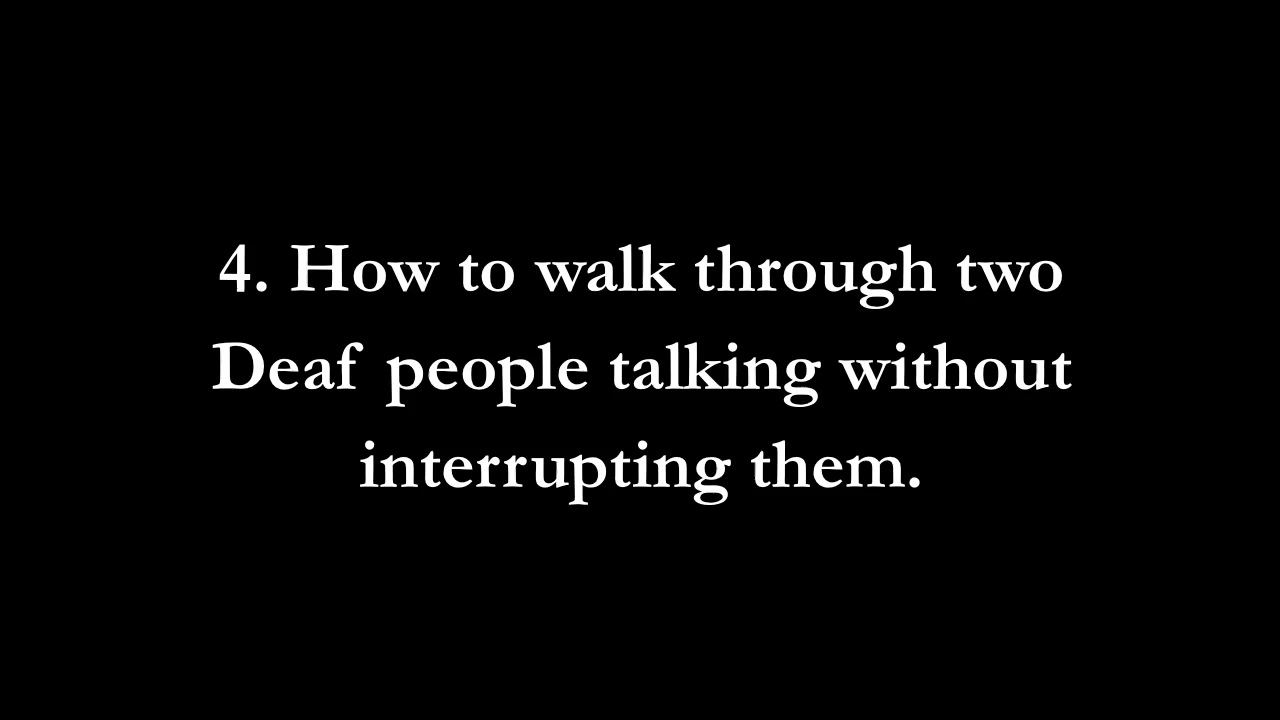 4. How to walk through two
Deaf people talking without
interrupting them.